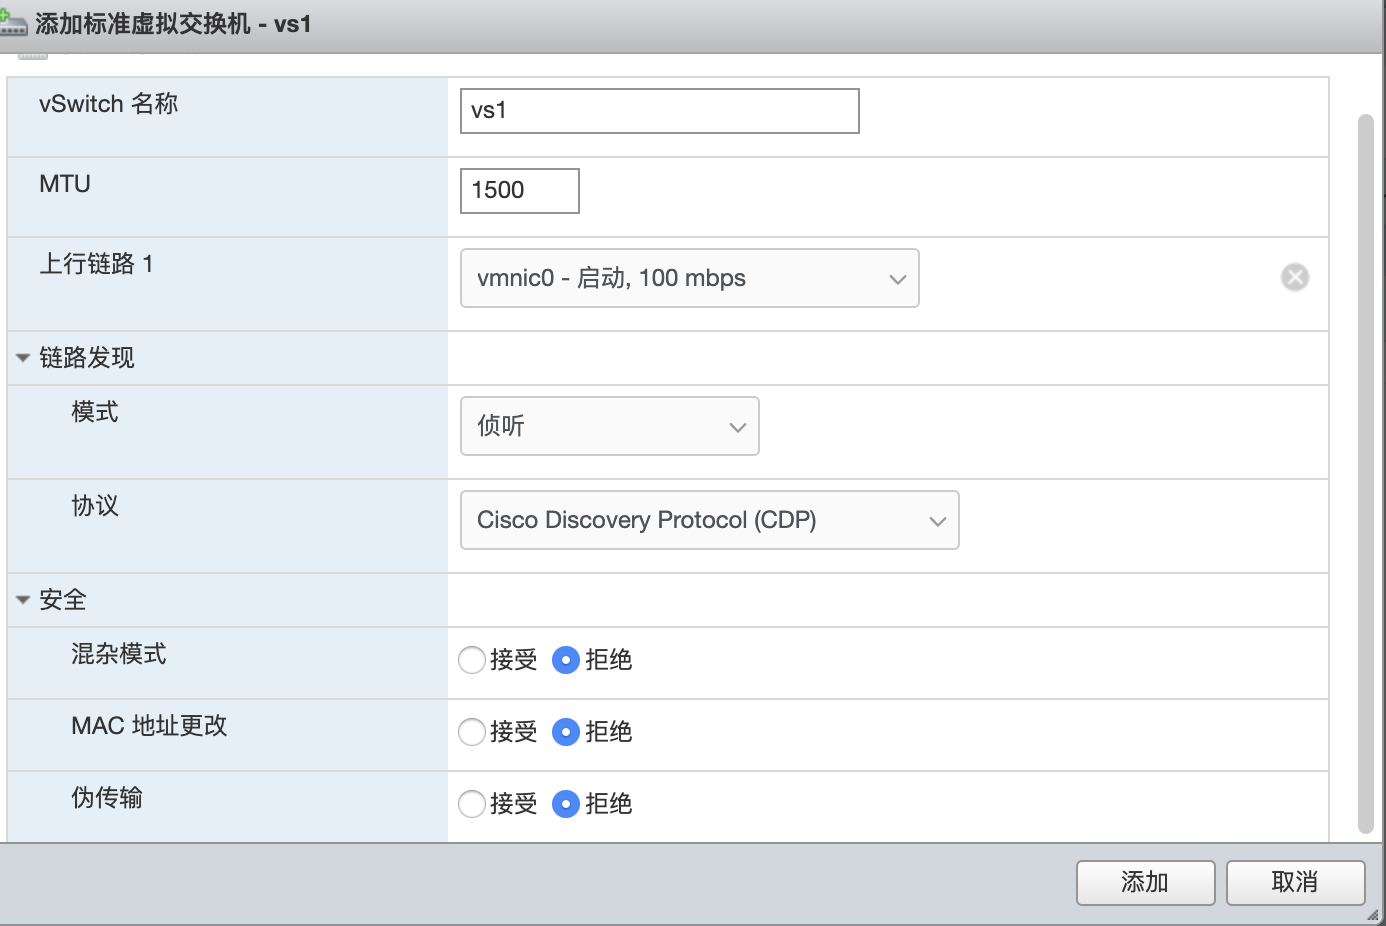 添加标准虚拟交换机 - vs1
vSwitch 名称
vs1
MTU
1500
上行链路 1
vmnic0 - 启动, 100 mbps
链路发现
模式
侦听
协议
Cisco Discovery Protocol (CDP)
安全
混杂模式
接受 拒绝
MAC 地址更改
接受 拒绝
伪传输
接受 拒绝
添加 取消